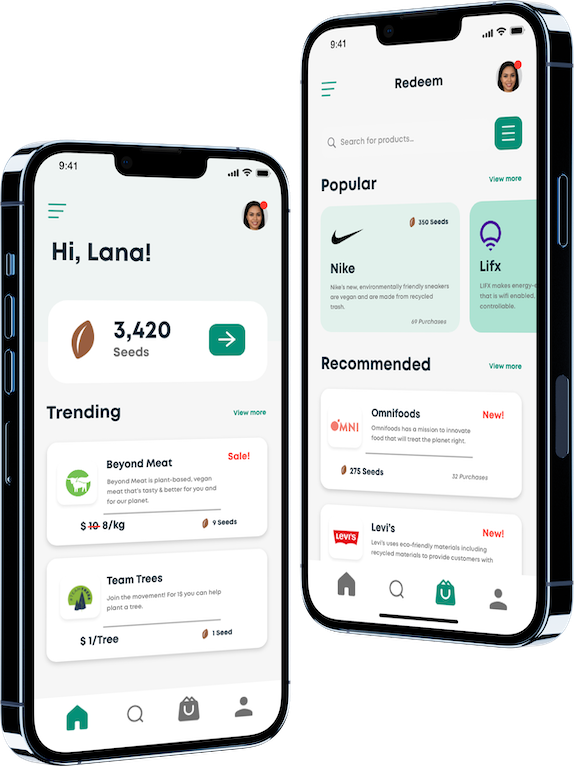 9:41
Hi, Lana!
3,420
Seeds
Trending
View more
Beyond Meat
Sale!
Beyond Meat is plant-based, vegan
meat that's tasty & better for you and
for our planet.
$ 10 8/kg
9 Seeds
Team Trees
Join the movement! For 1$ you can help
plant a tree.
$ 1/Tree
1 Seed
9:41
Redeem
Search for products...
Popular
View more
350 Seeds
Nike
Nike's new, environmentally friendly sneakers
are vegan and are made from recycled
trash.
69 Purchases
Lifx
LIFX makes energy-e
that is wifi enabled,
controllable.
Recommended
View more
OMNI
Omnifoods
New!
Omnifoods has a mission to innovate
food that will treat the planet right.
275 Seeds
32 Purchases
Levi's
Levi's
New!
Levi's uses eco-friendly materials including
recycled materials to provide customers with